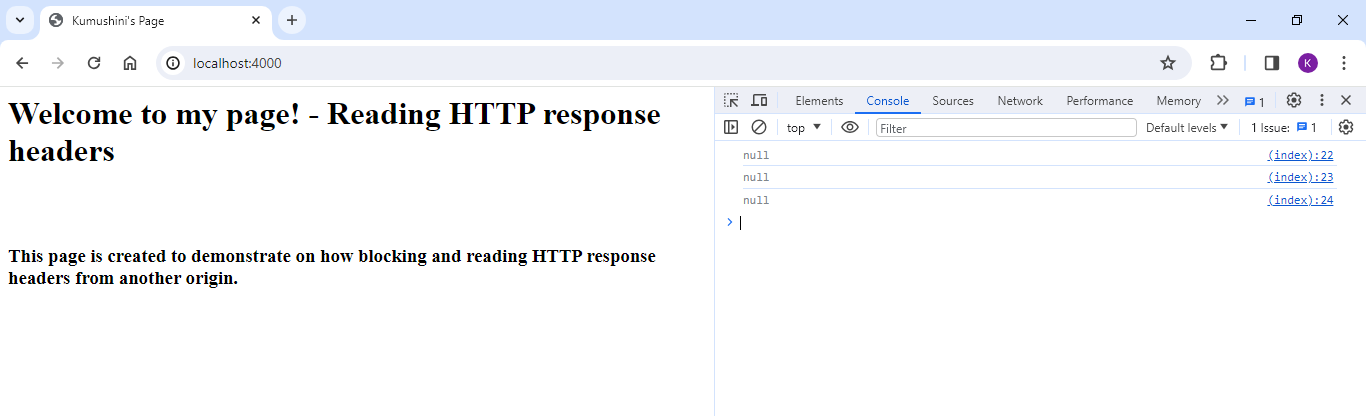 Kumushini's Page
localhost:4000
K
Welcome to my page! - Reading HTTP response
headers
This page is created to demonstrate on how blocking and reading HTTP response
headers from another origin.
Elements Console Sources Network Performance Memory 1
top Filter Default levels 1 Issue: 1
null (index):22
null (index):23
null (index):24